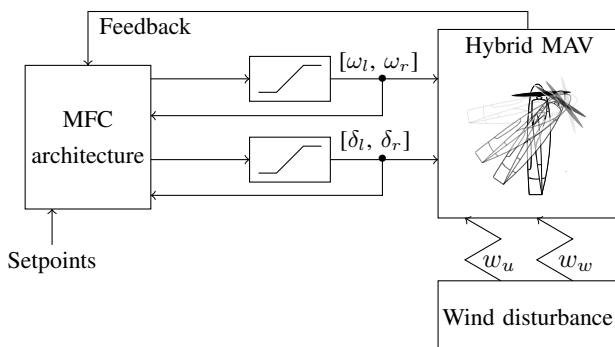 Feedback
Hybrid MAV
[ω_l, ω_r]
MFC
architecture
[δ_l, δ_r]
Setpoints
w_u
w_w
Wind disturbance